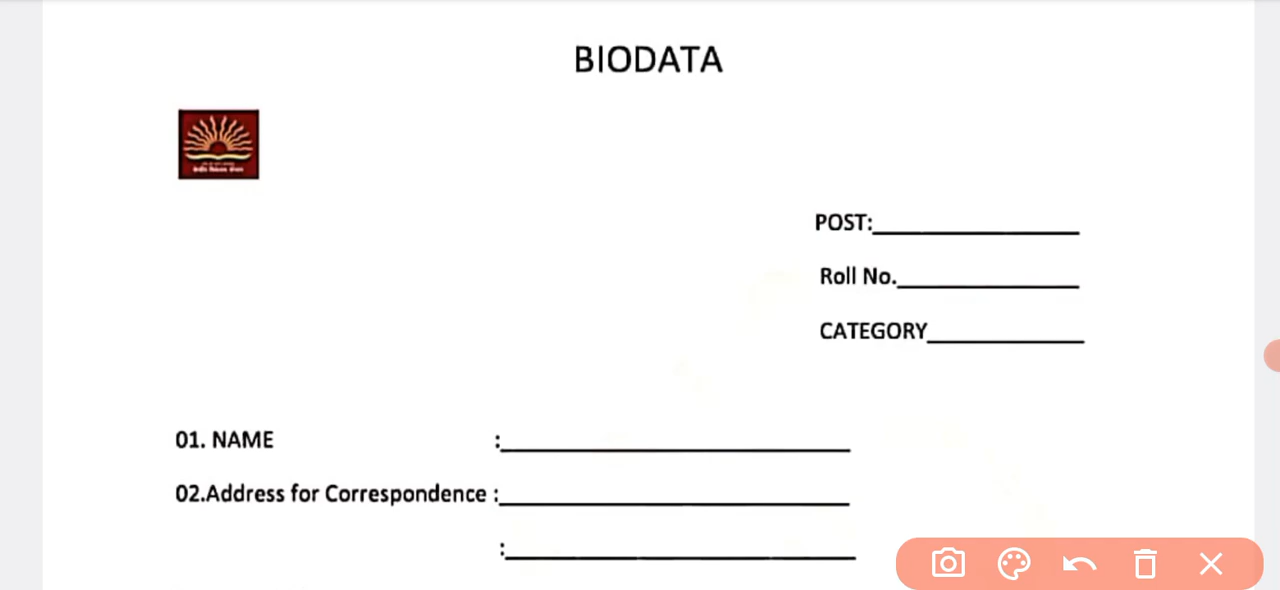 BIODATA
POST:
Roll No.
CATEGORY
01. NAME :
02.Address for Correspondence :
: